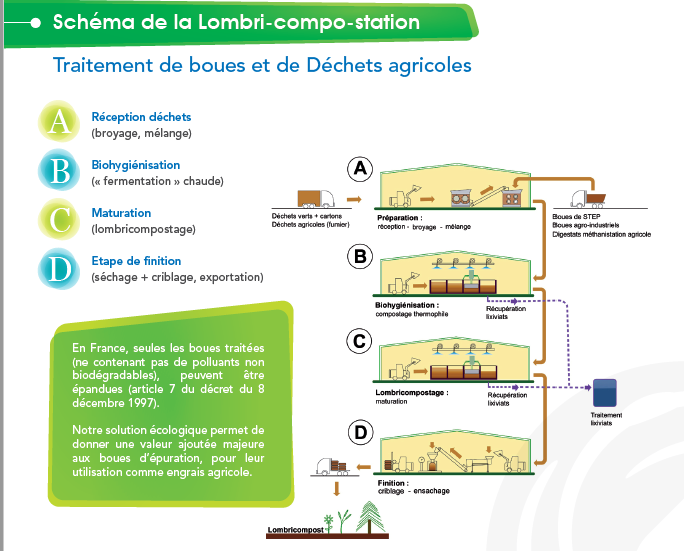 Schéma de la Lombri-compo-station
Traitement de boues et de Déchets agricoles
A
Réception déchets
(broyage, mélange)
B
Biohygiénisation
(« fermentation » chaude)
C
Maturation
(lombricompostage)
D
Etape de finition
(séchage + criblage, exportation)
En France, seules les boues traitées
(ne contenant pas de polluants non
biodégradables), peuvent être
épandues (article 7 du décret du 8
décembre 1997).
Notre solution écologique permet de
donner une valeur ajoutée majeure
aux boues d'épuration, pour leur
utilisation comme engrais agricole.
A
Déchets verts + cartons
Déchets agricoles (fumier)
Préparation :
réception - broyage - mélange
Boues de STEP
Boues agro-industriels
Digestats méthanistation agricole
B
Biohygiénisation :
compostage thermophile
Récupération
lixiviats
C
Lombricompostage :
maturation
Récupération
lixiviats
Traitement
lixiviats
D
Finition :
criblage - ensachage
Lombricompost